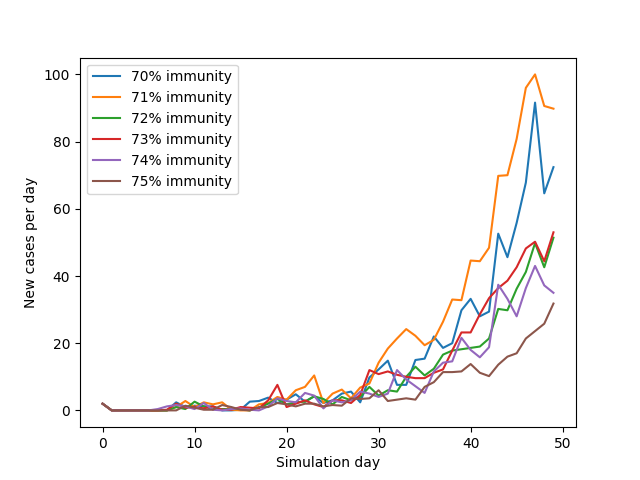 100
80
60
40
20
0
New cases per day
70% immunity
71% immunity
72% immunity
73% immunity
74% immunity
75% immunity
0 10 20 30 40 50
Simulation day